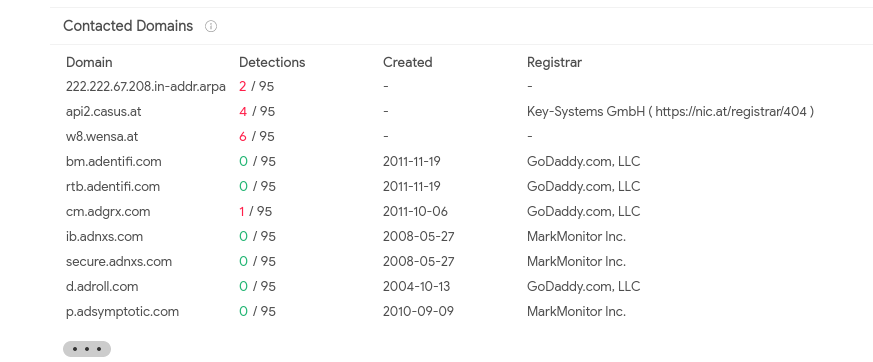 Contacted Domains
Domain Detections Created Registrar
222.222.67.208.in-addr.arpa 2 / 95 - -
api2.casus.at 4 / 95 - Key-Systems GmbH ( https://nic.at/registrar/404 )
w8.wensa.at 6 / 95 - -
bm.adentifi.com 0 / 95 2011-11-19 GoDaddy.com, LLC
rtb.adentifi.com 0 / 95 2011-11-19 GoDaddy.com, LLC
cm.adgrx.com 1 / 95 2011-10-06 GoDaddy.com, LLC
ib.adnxs.com 0 / 95 2008-05-27 MarkMonitor Inc.
secure.adnxs.com 0 / 95 2008-05-27 MarkMonitor Inc.
d.adroll.com 0 / 95 2004-10-13 GoDaddy.com, LLC
p.adsymptotic.com 0 / 95 2010-09-09 MarkMonitor Inc.